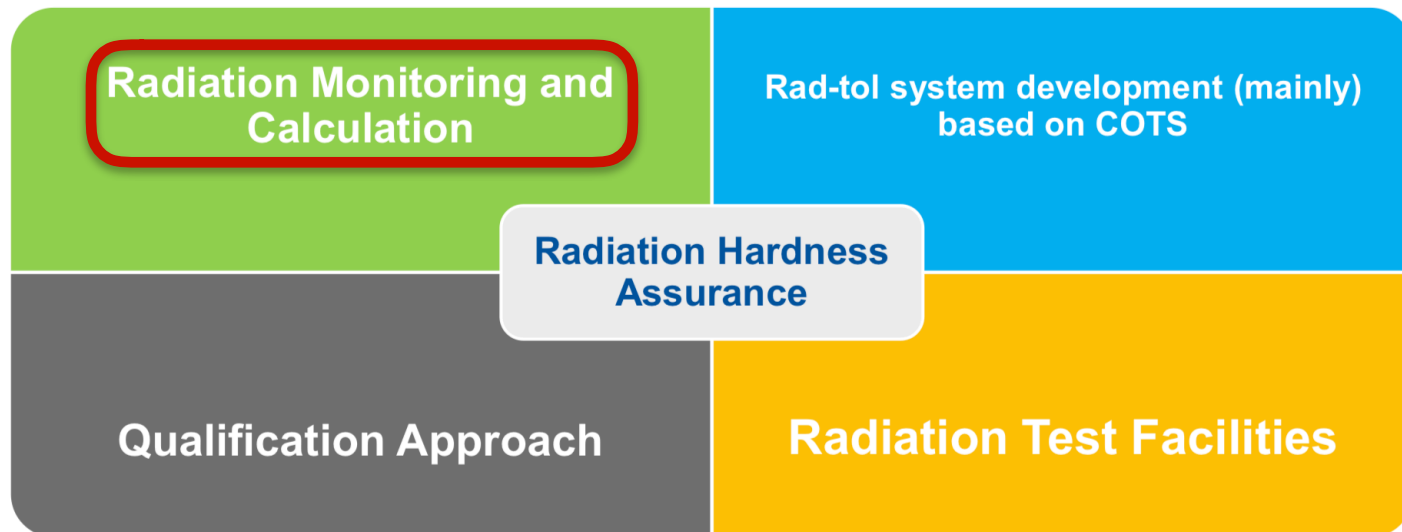 Radiation Monitoring and
Calculation
Rad-tol system development (mainly)
based on COTS
Radiation Hardness
Assurance
Qualification Approach
Radiation Test Facilities